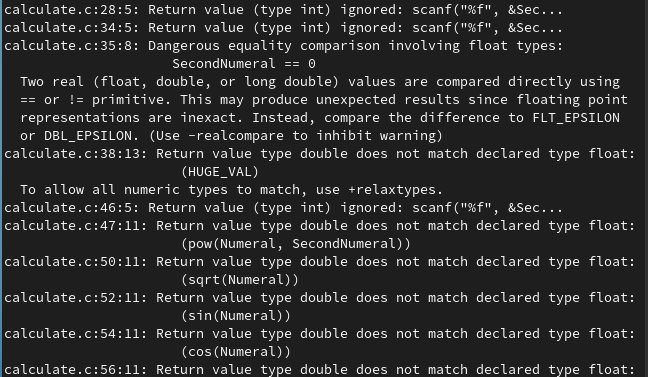 calculate.c:28:5: Return value (type int) ignored: scanf("%f", &Sec...
calculate.c:34:5: Return value (type int) ignored: scanf("%f", &Sec...
calculate.c:35:8: Dangerous equality comparison involving float types:
SecondNumeral == 0
Two real (float, double, or long double) values are compared directly using
== or != primitive. This may produce unexpected results since floating point
representations are inexact. Instead, compare the difference to FLT_EPSILON
or DBL_EPSILON. (Use -realcompare to inhibit warning)
calculate.c:38:13: Return value type double does not match declared type float:
(HUGE_VAL)
To allow all numeric types to match, use +relaxtypes.
calculate.c:46:5: Return value (type int) ignored: scanf("%f", &Sec...
calculate.c:47:11: Return value type double does not match declared type float:
(pow(Numeral, SecondNumeral))
calculate.c:50:11: Return value type double does not match declared type float:
(sqrt(Numeral))
calculate.c:52:11: Return value type double does not match declared type float:
(sin(Numeral))
calculate.c:54:11: Return value type double does not match declared type float:
(cos(Numeral))
calculate.c:56:11: Return value type double does not match declared type float: